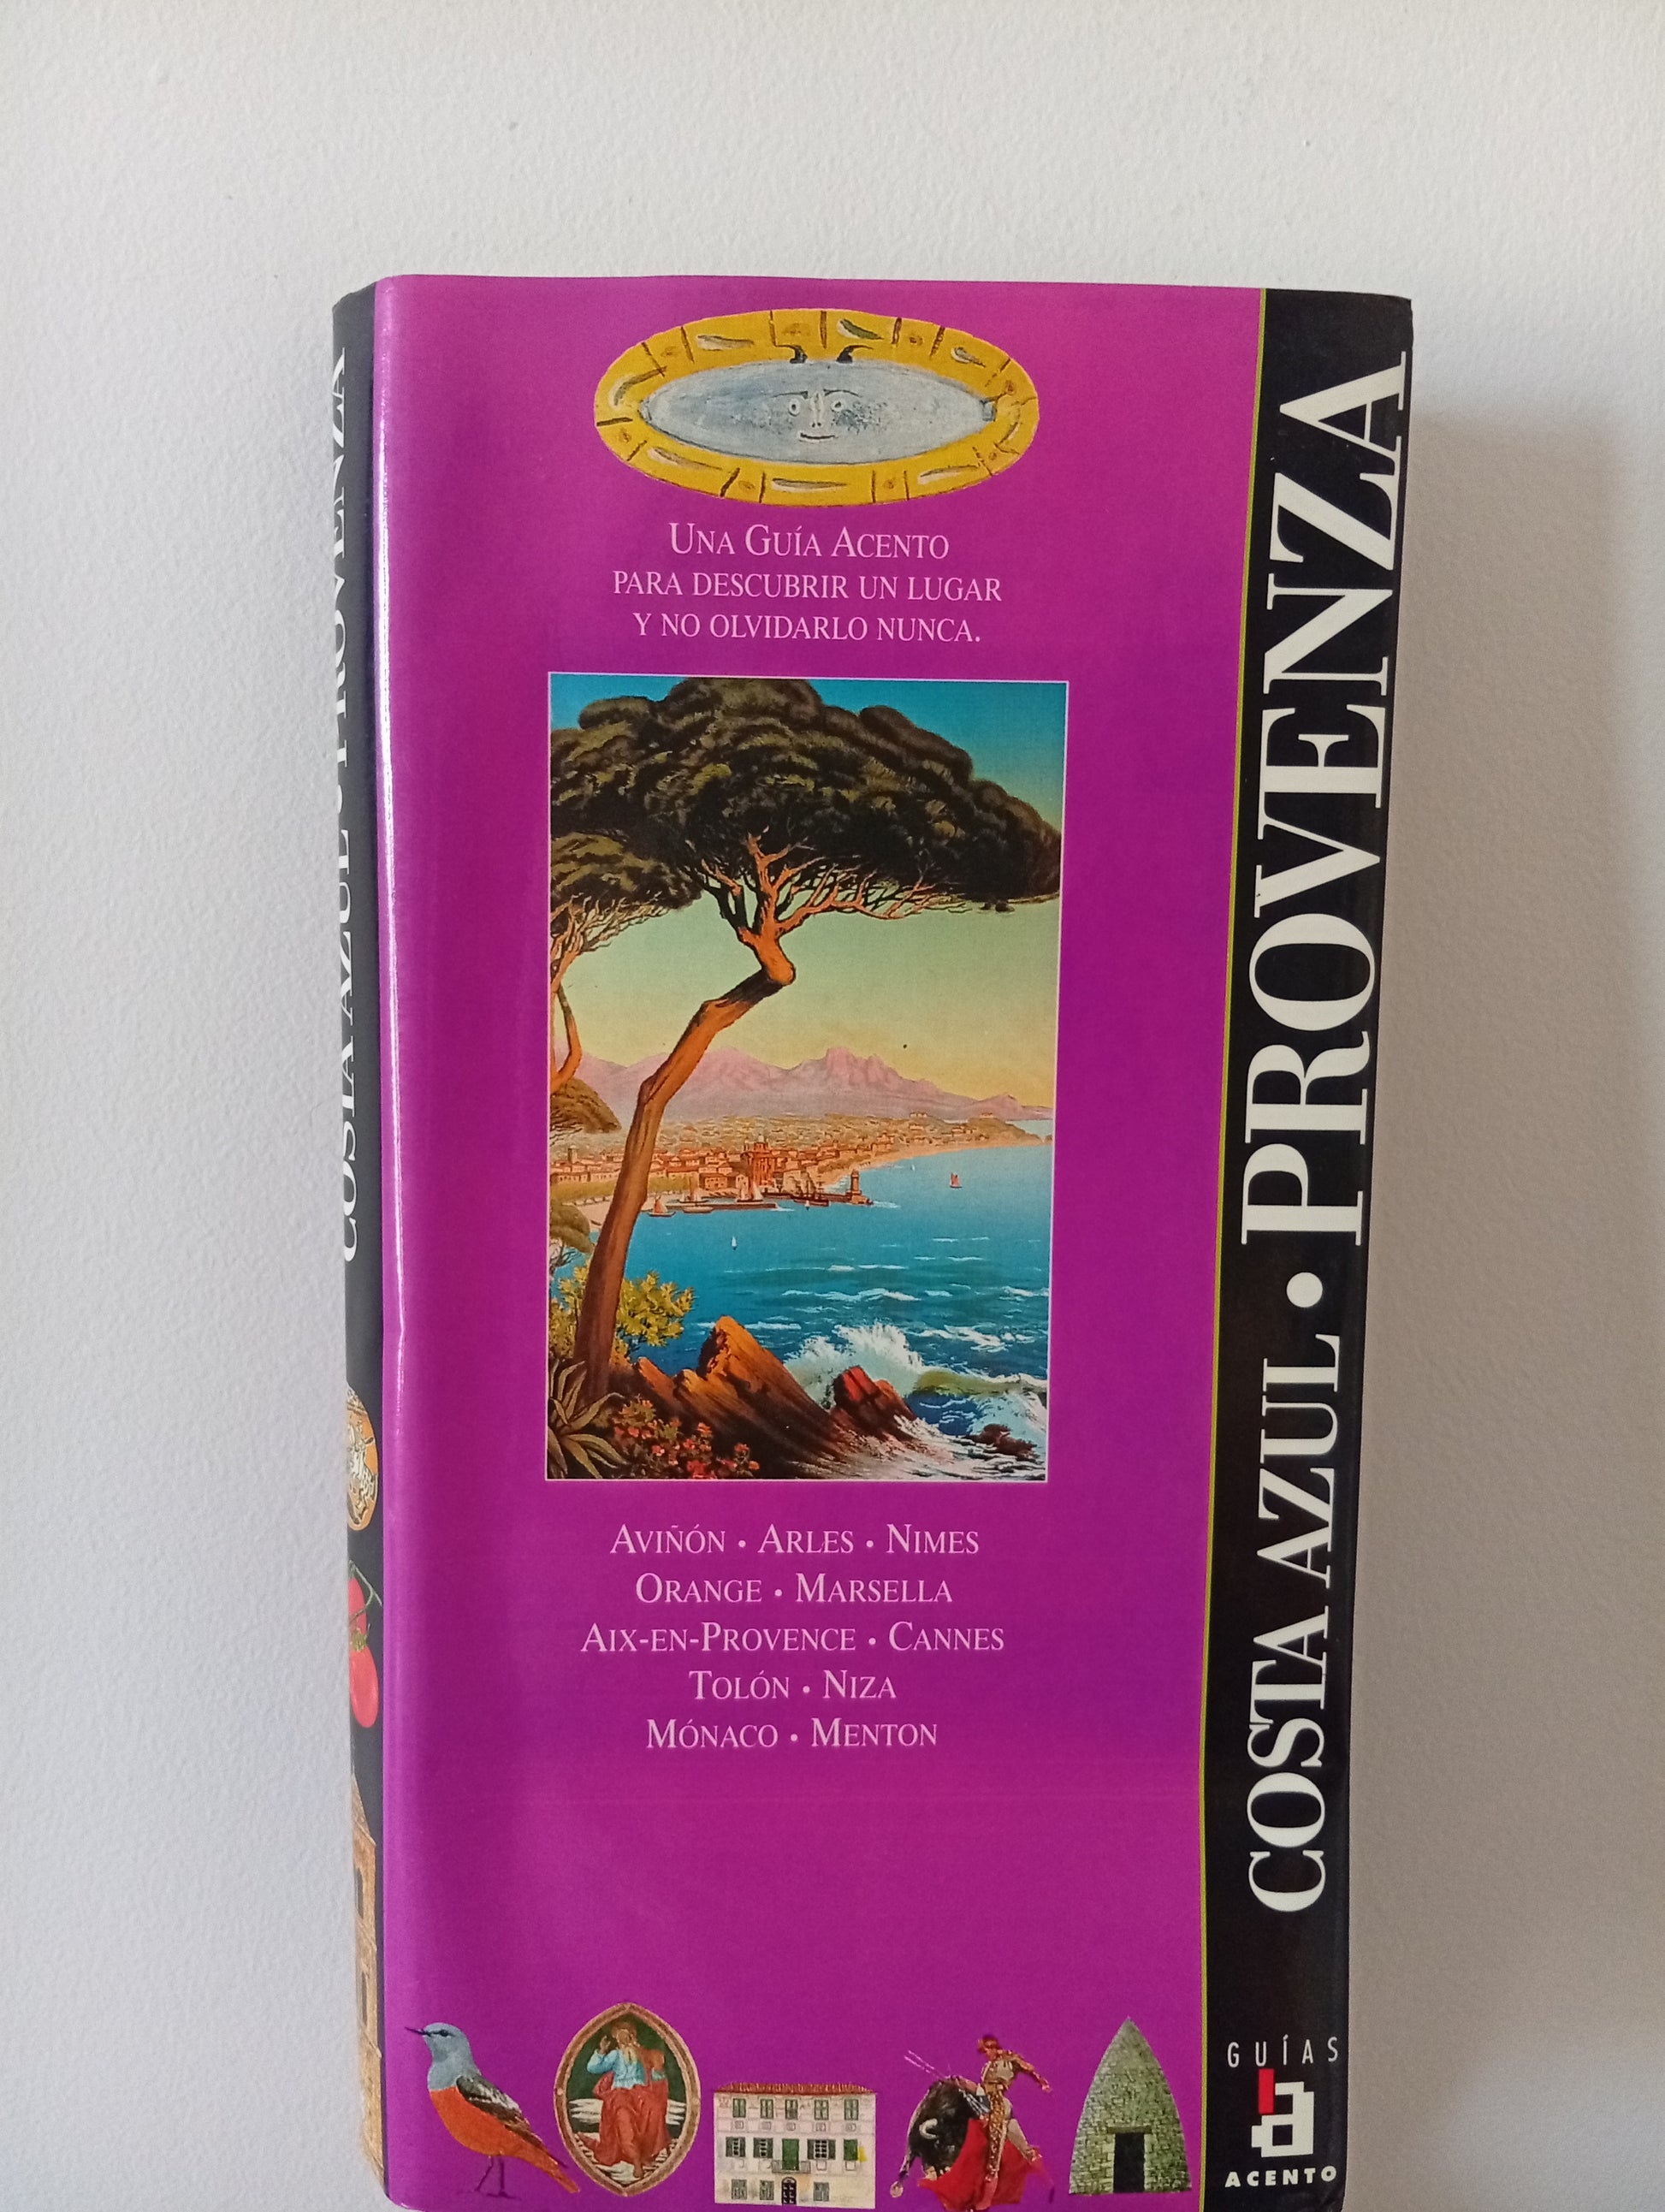 UNA GUÍA ACENTO
PARA DESCUBRIR UN LUGAR
Y NO OLVIDARLO NUNCA.
AVIÑÓN • ARLES • NIMES
ORANGE • MARSELLA
AIX-EN-PROVENCE • CANNES
TOLÓN • NIZA
MÓNACO • MENTON
COSTA AZUL • PROVENZA
GUÍAS
a
ACENTO
COSTA AZUL • PROVENZA